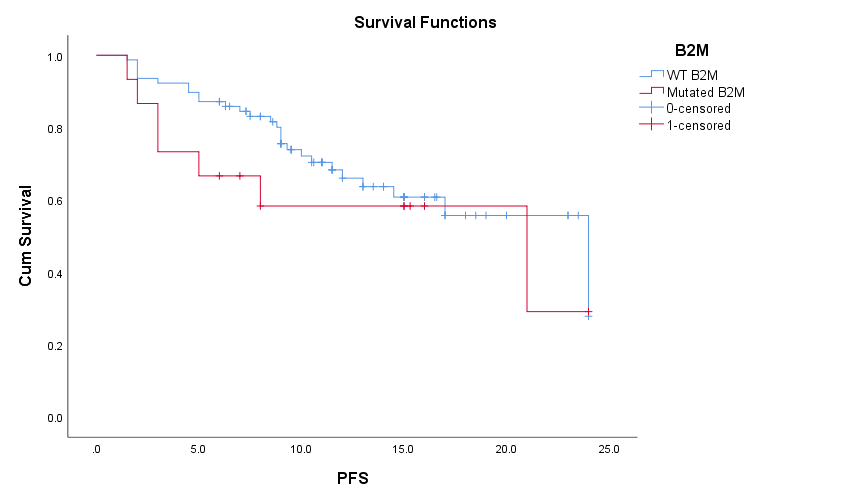 Survival Functions
B2M
WT B2M
Mutated B2M
0-censored
1-censored
Cum Survival
1.0
0.8
0.6
0.4
0.2
0.0
.0 5.0 10.0 15.0 20.0 25.0
PFS